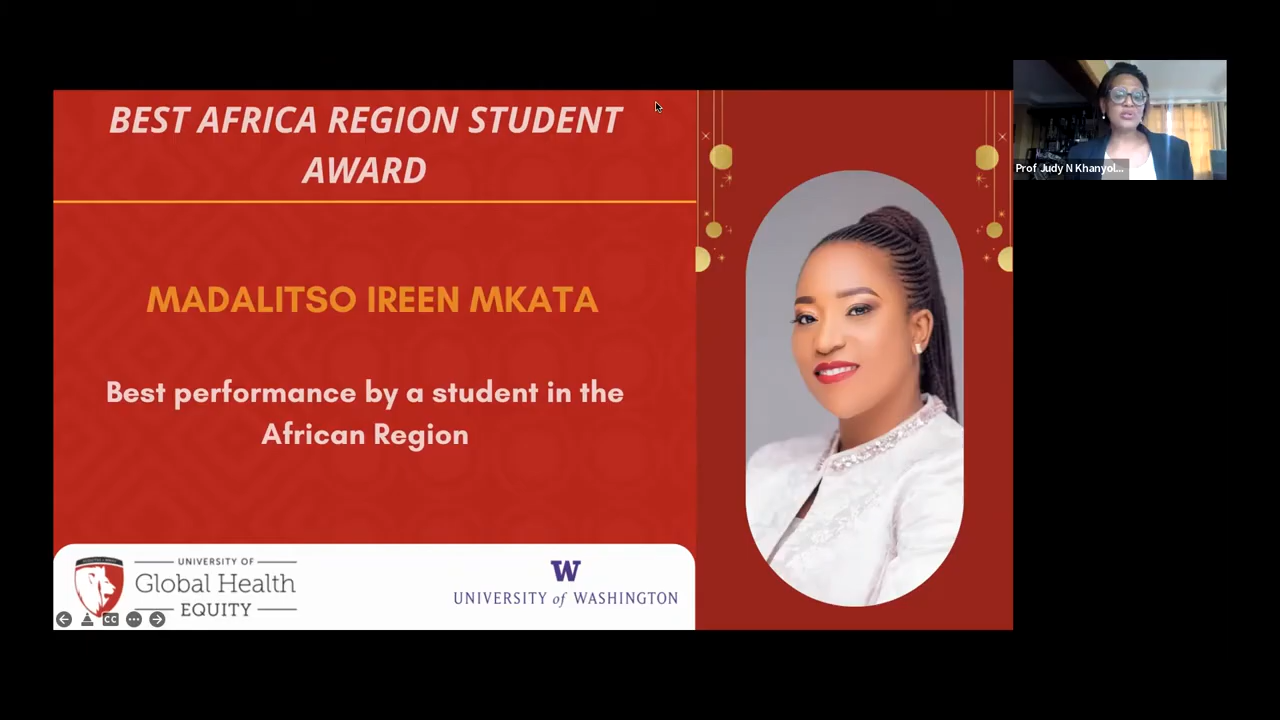 BEST AFRICA REGION STUDENT
AWARD
MADALITSO IREEN MKATA
Best performance by a student in the
African Region
UNIVERSITY OF
Global Health
EQUITY
W
UNIVERSITY of WASHINGTON
CC
Prof Judy N Khanyol...